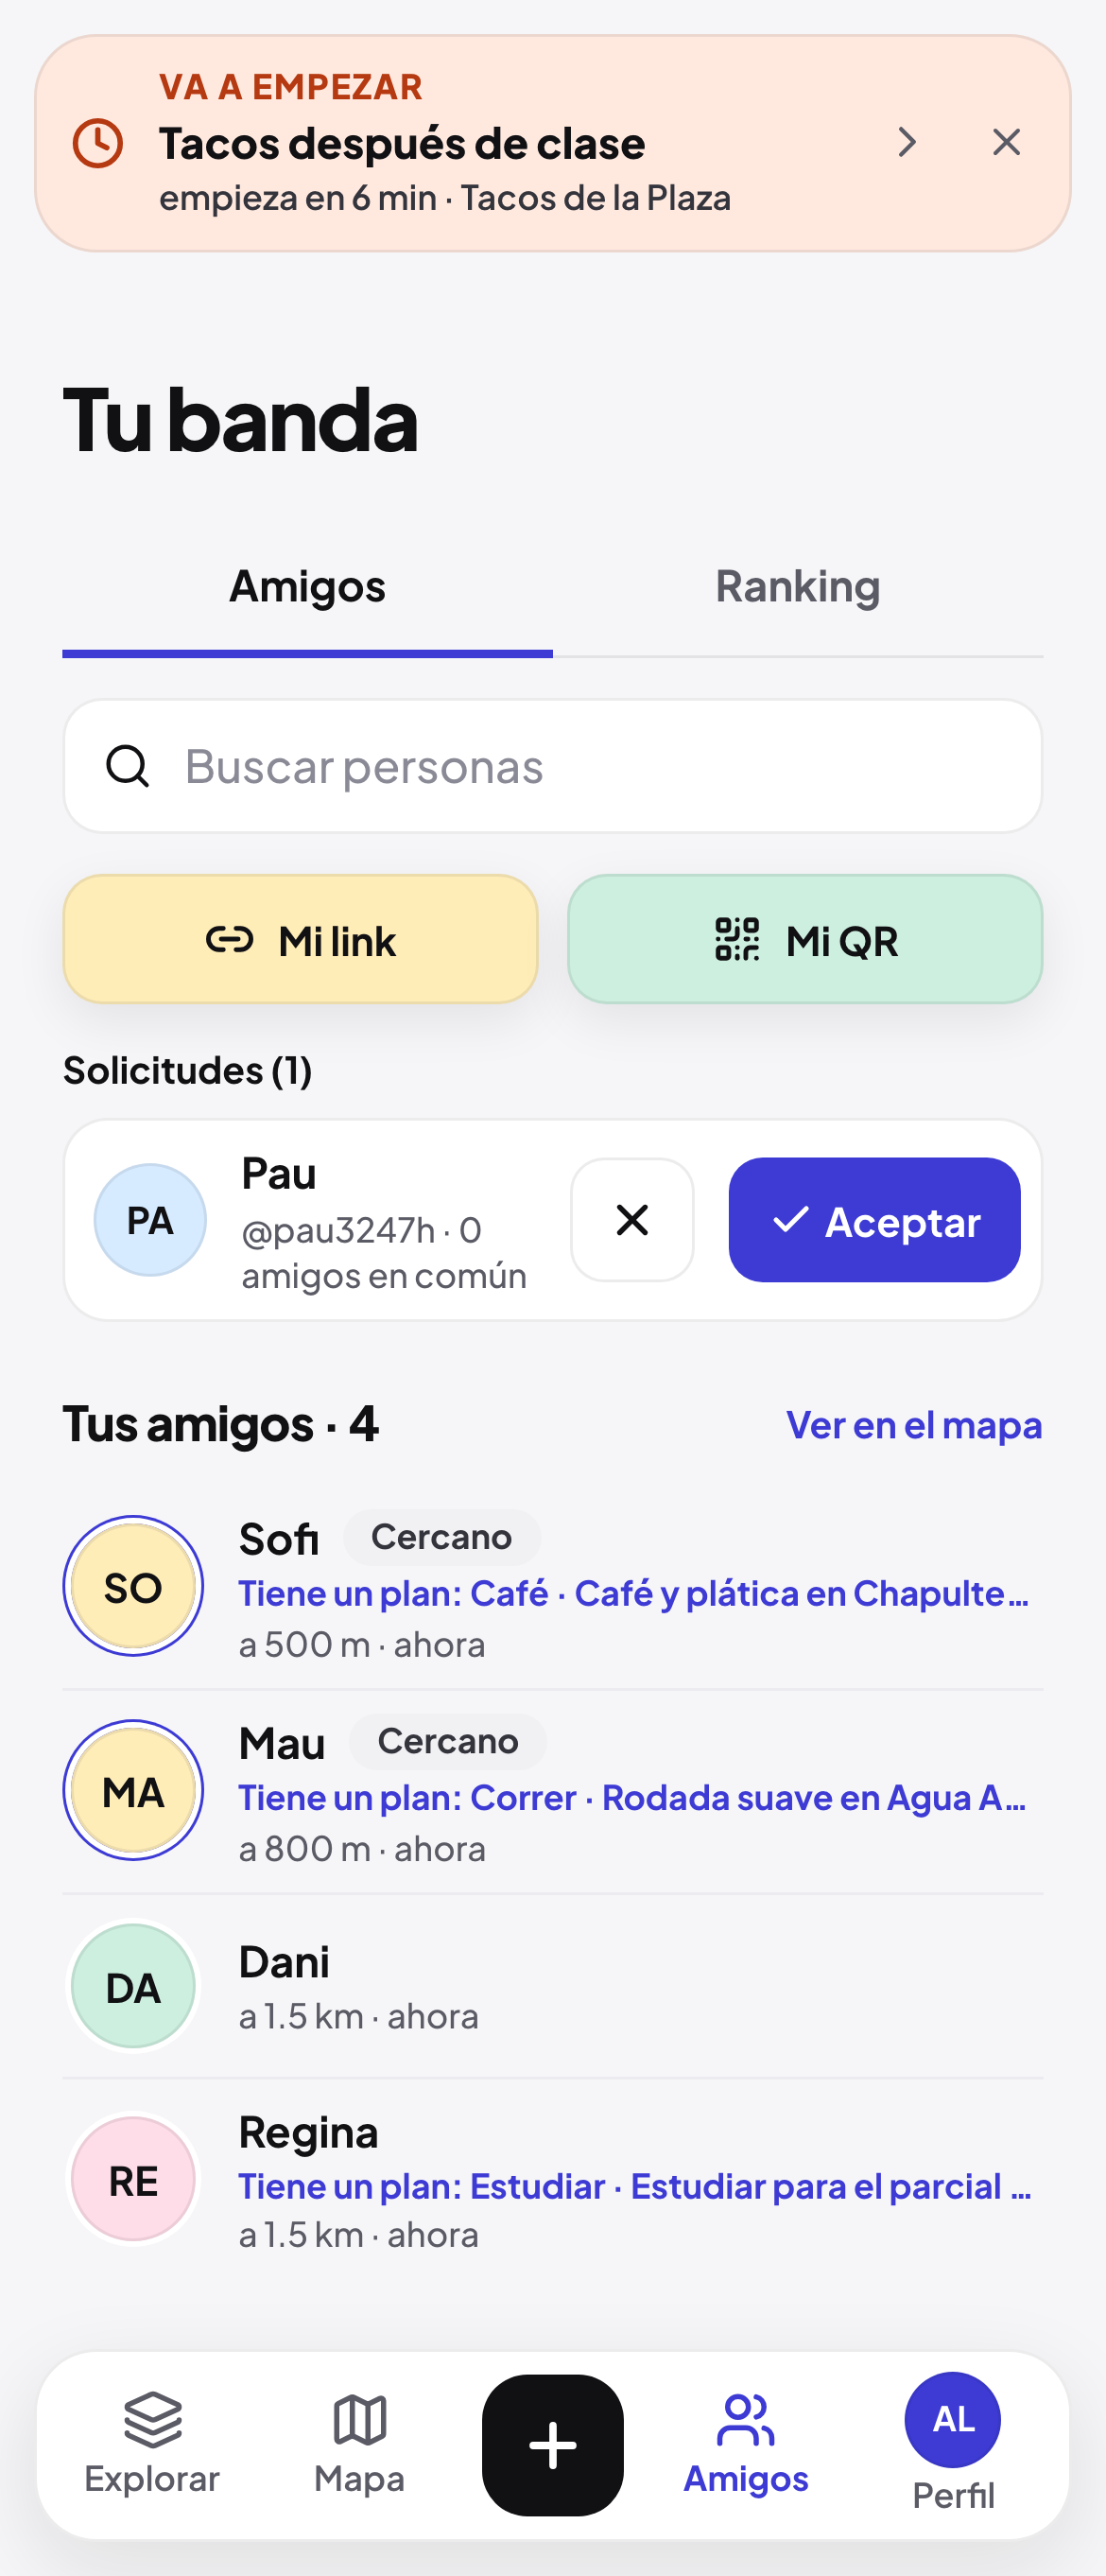 VA A EMPEZAR
Tacos después de clase
empieza en 6 min · Tacos de la Plaza
Tu banda
Amigos
Ranking
Buscar personas
Mi link
Mi QR
Solicitudes (1)
PA
Pau
@pau3247h · 0
amigos en común
Aceptar
Tus amigos · 4
Ver en el mapa
SO
Sofi
Cercano
Tiene un plan: Café · Café y plática en Chapulte…
a 500 m · ahora
MA
Mau
Cercano
Tiene un plan: Correr · Rodada suave en Agua A…
a 800 m · ahora
DA
Dani
a 1.5 km · ahora
RE
Regina
Tiene un plan: Estudiar · Estudiar para el parcial …
a 1.5 km · ahora
Explorar
Mapa
Amigos
AL
Perfil